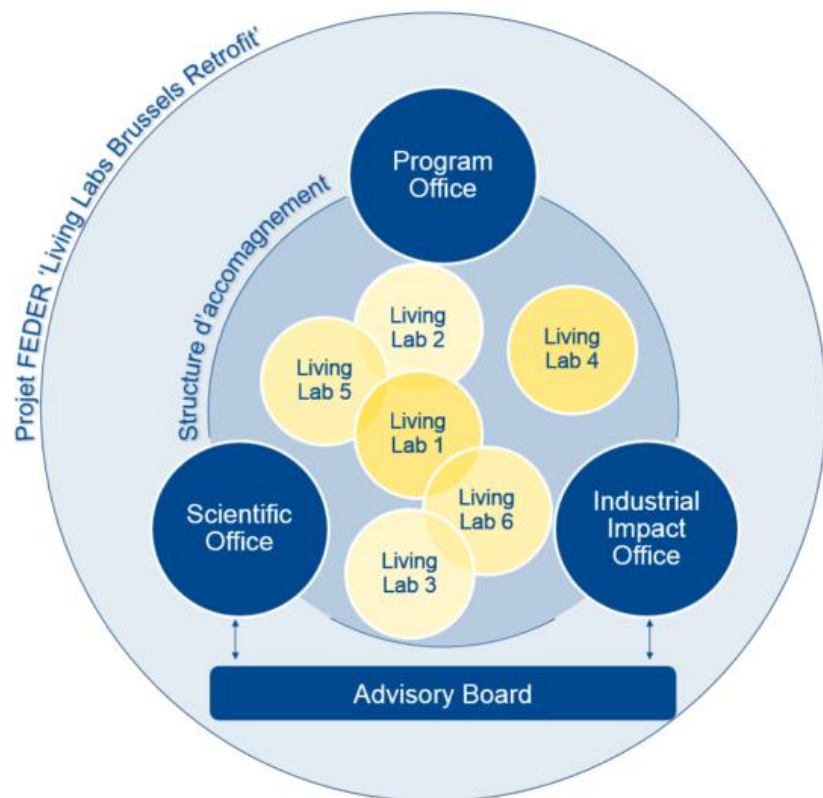 Projet FEDER ‘Living Labs Brussels Retrofit’
Structure d’accomagnement
Program
Office
Living
Lab 2
Living
Lab 4
Living
Lab 5
Living
Lab 1
Living
Lab 6
Living
Lab 3
Scientific
Office
Industrial
Impact
Office
Advisory Board